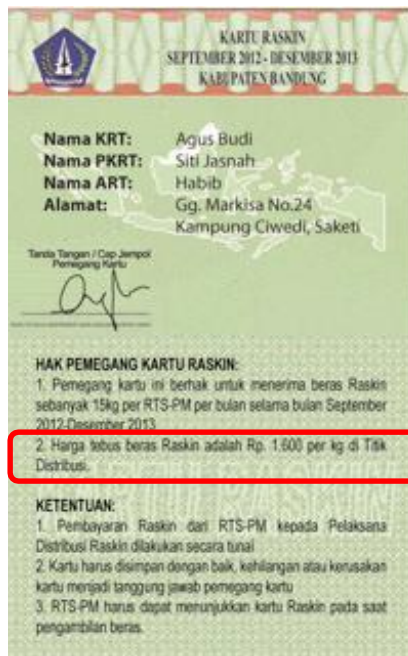 KARTU RASKIN
SEPTEMBER 2012 - DESEMBER 2013
KABUPATEN BANDUNG
Nama KRT: Agus Budi
Nama PKRT: Siti Jasnah
Nama ART: Habib
Alamat: Gg. Markisa No.24
Kampung Ciwedi, Saketi
Tanda Tangan / Cap Jempol
Pemegang Kartu
HAK PEMEGANG KARTU RASKIN:
1. Pemegang kartu ini berhak untuk menerima beras Raskin
sebanyak 15kg per RTS-PM per bulan selama bulan September
2012-Desember 2013
2. Harga tebus beras Raskin adalah Rp. 1.600 per kg di Titik
Distribusi.
KETENTUAN:
1. Pembayaran Raskin dari RTS-PM kepada Pelaksana
Distribusi Raskin dilakukan secara tunai
2. Kartu harus disimpan dengan baik, kehilangan atau kerusakan
kartu menjadi tanggung jawab pemegang kartu
3. RTS-PM harus dapat menunjukkan kartu Raskin pada saat
pengambilan beras.